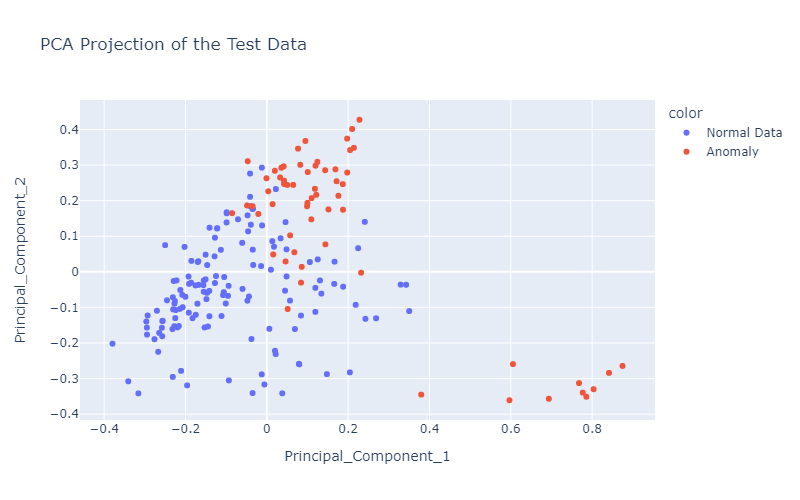 PCA Projection of the Test Data
color
Normal Data
Anomaly
Principal_Component_2
0.4
0.3
0.2
0.1
0
−0.1
−0.2
−0.3
−0.4
−0.4
−0.2
0
0.2
0.4
0.6
0.8
Principal_Component_1